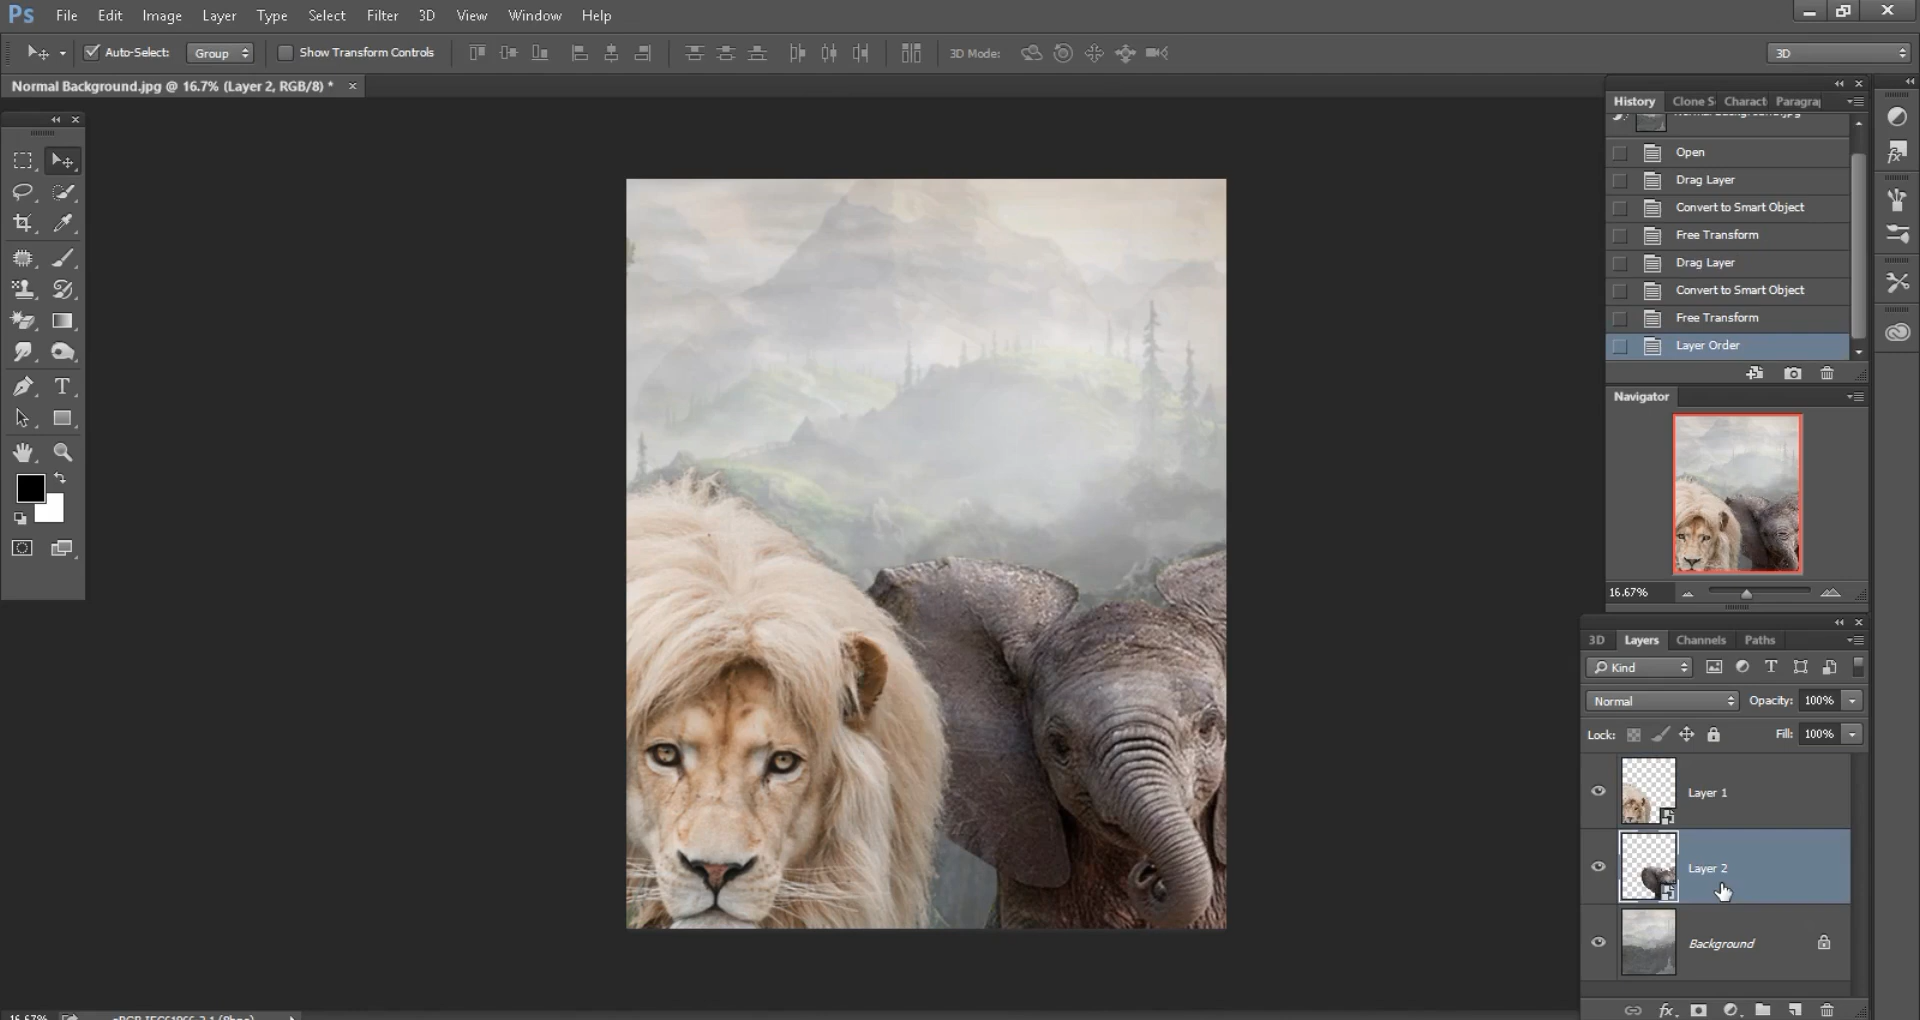 Ps File Edit Image Layer Type Select Filter 3D View Window Help
Auto-Select: Group Show Transform Controls 3D Mode: 3D
Normal Background.jpg @ 16.7% (Layer 2, RGB/8) * ×
History Clone S Charact Paragra
Open
Drag Layer
Convert to Smart Object
Free Transform
Drag Layer
Convert to Smart Object
Free Transform
Layer Order
Navigator
16.67%
3D Layers Channels Paths
Kind
Normal Opacity: 100%
Lock: Fill: 100%
Layer 1
Layer 2
Background
16.67%